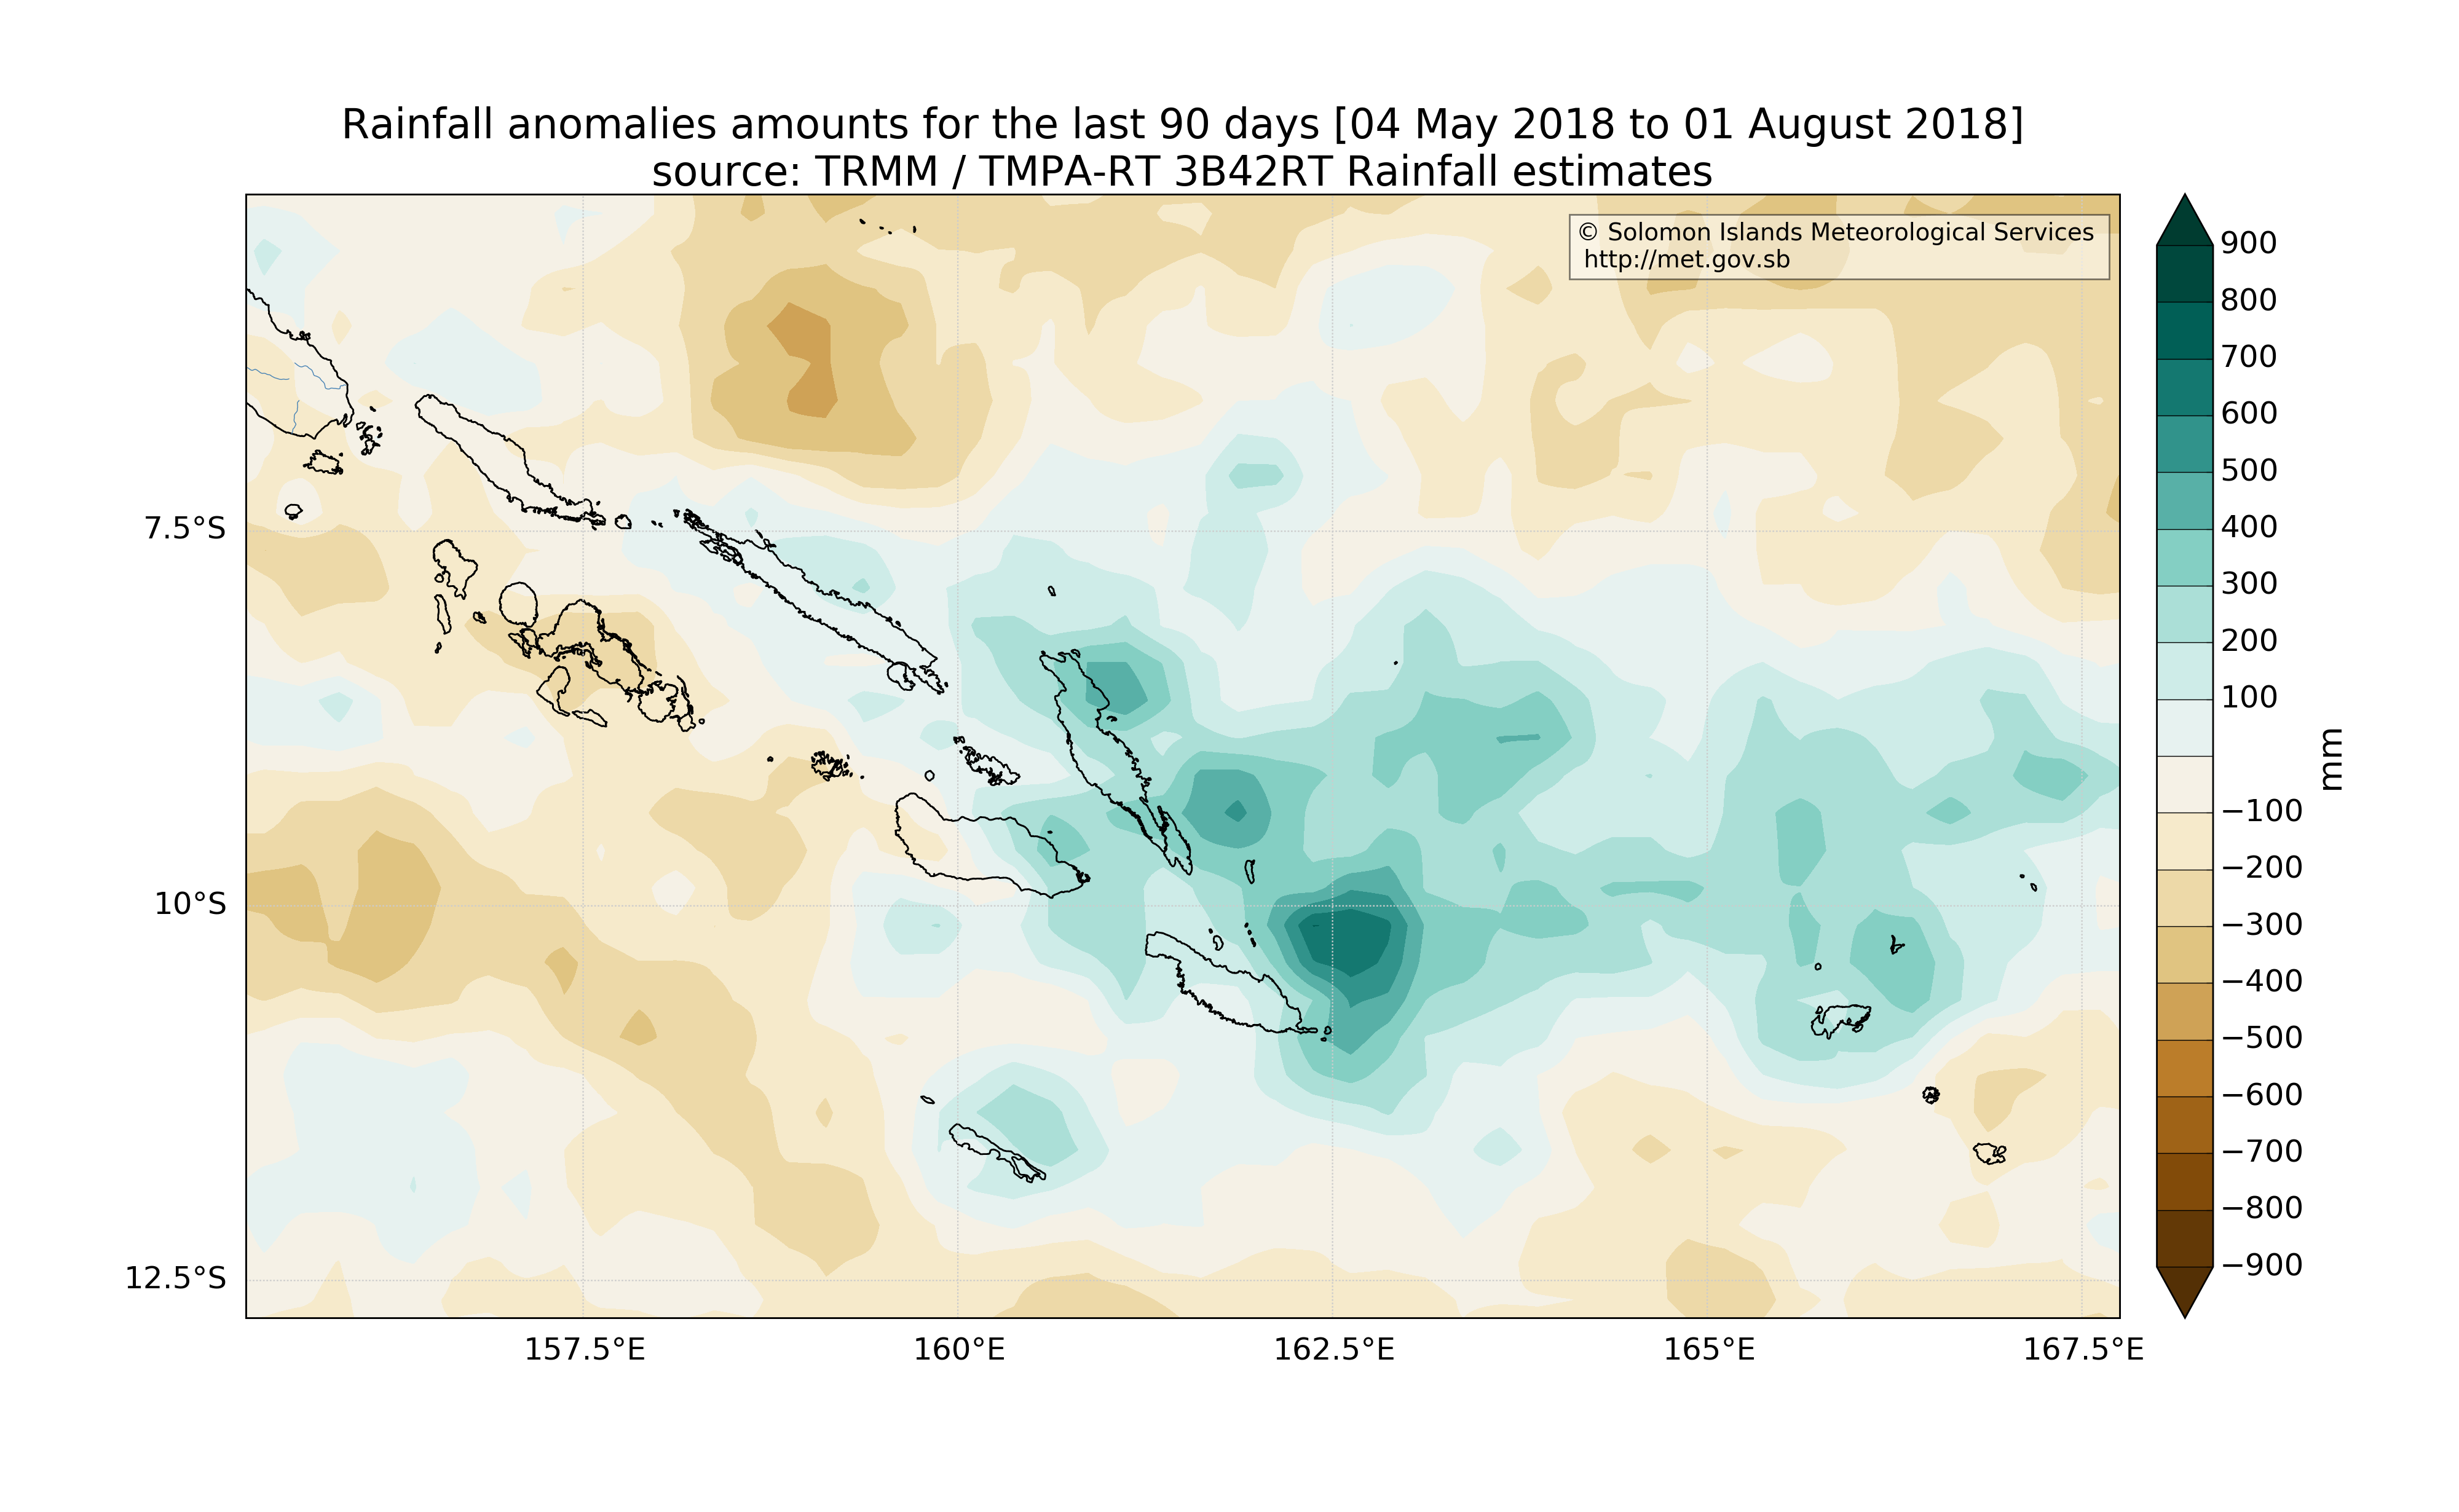 Rainfall anomalies amounts for the last 90 days [04 May 2018 to 01 August 2018]
source: TRMM / TMPA-RT 3B42RT Rainfall estimates
© Solomon Islands Meteorological Services
http://met.gov.sb
7.5°S
10°S
12.5°S
157.5°E
160°E
162.5°E
165°E
167.5°E
900
800
700
600
500
400
300
200
100
−100
−200
−300
−400
−500
−600
−700
−800
−900
mm